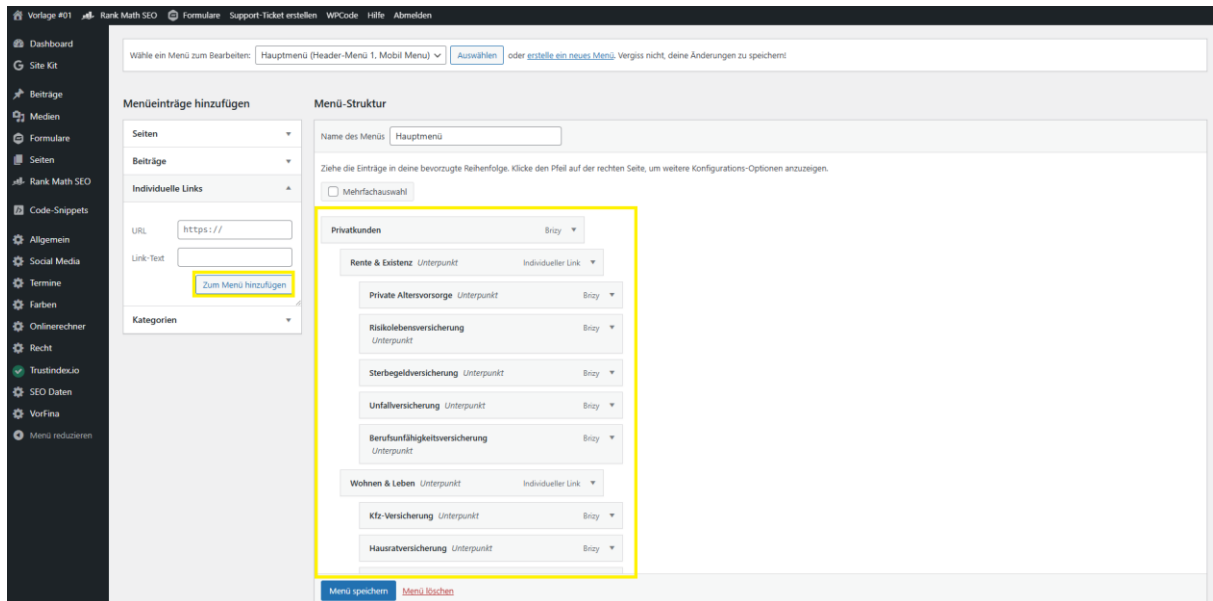 Vorlage #01 Rank Math SEO Formulare Support-Ticket erstellen WPCode Hilfe Abmelden
Dashboard
Site Kit
Beiträge
Medien
Formulare
Seiten
Rank Math SEO
Code-Snippets
Allgemein
Social Media
Termine
Farben
Onlinerechner
Recht
Trustindex.io
SEO Daten
VorFina
Menü reduzieren
Wähle ein Menü zum Bearbeiten: Hauptmenü (Header-Menü 1, Mobil Menu) Auswählen oder erstelle ein neues Menü. Vergiss nicht, deine Änderungen zu speichern!
Menüeinträge hinzufügen
Seiten
Beiträge
Individuelle Links
URL https://
Link-Text
Zum Menü hinzufügen
Kategorien
Menü-Struktur
Name des Menüs Hauptmenü
Ziehe die Einträge in deine bevorzugte Reihenfolge. Klicke den Pfeil auf der rechten Seite, um weitere Konfigurations-Optionen anzuzeigen.
Mehrfachauswahl
Privatkunden Brizy
Rente & Existenz Unterpunkt Individueller Link
Private Altersvorsorge Unterpunkt Brizy
Risikolebensversicherung Brizy
Unterpunkt
Sterbegeldversicherung Unterpunkt Brizy
Unfallversicherung Unterpunkt Brizy
Berufsunfähigkeitsversicherung Brizy
Unterpunkt
Wohnen & Leben Unterpunkt Individueller Link
Kfz-Versicherung Unterpunkt Brizy
Hausratversicherung Unterpunkt Brizy
Menü speichern Menü löschen